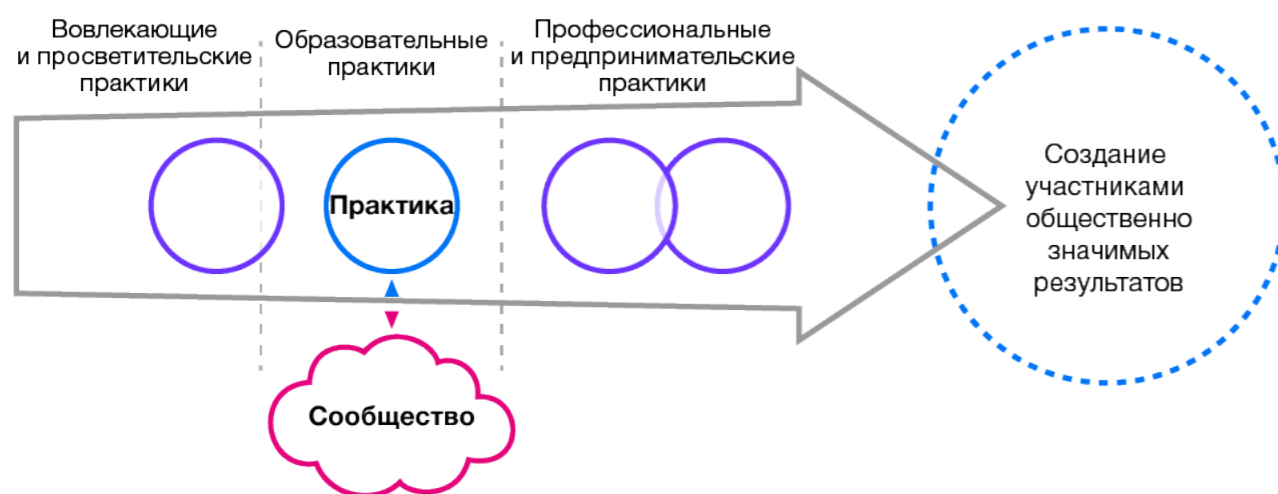 Вовлекающие
и просветительские
практики
Образовательные
практики
Профессиональные
и предпринимательские
практики
Практика
Создание
участниками
общественно
значимых
результатов
Сообщество